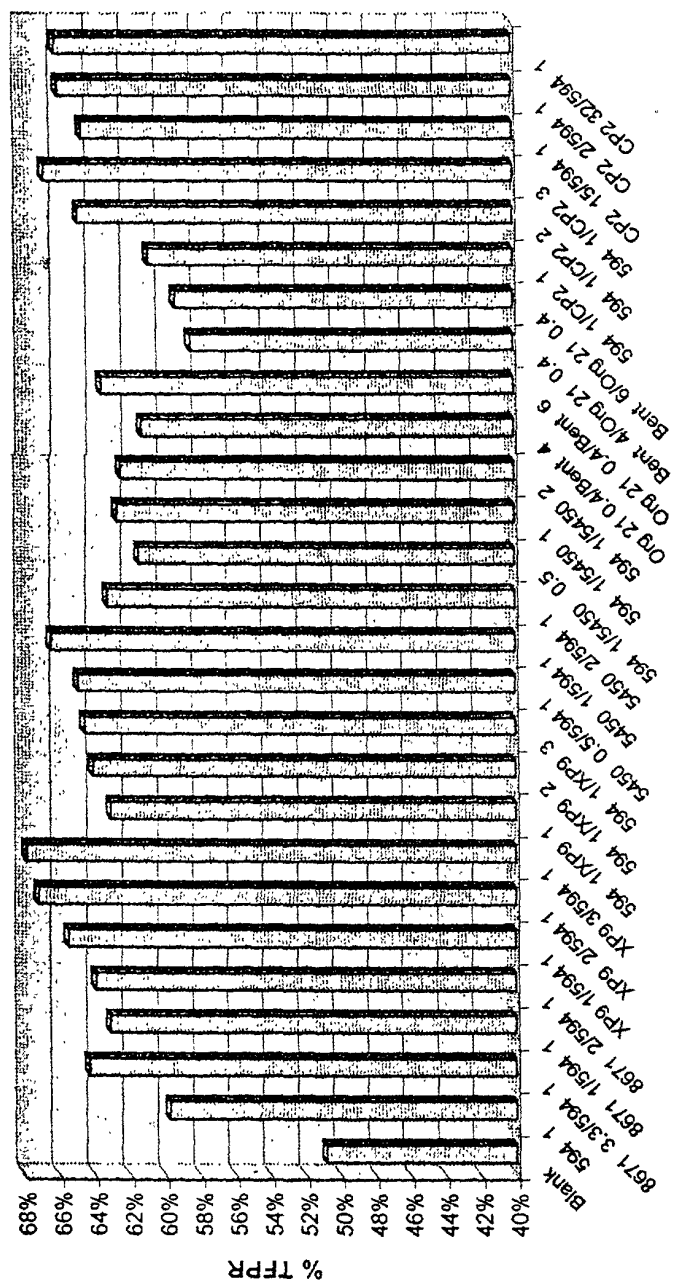 % TFPR
68%
66%
64%
62%
60%
58%
56%
54%
52%
50%
48%
46%
44%
42%
40%
Blank
594 1
8671 3.3/594 1
8671 1/594 1
8671 2/594 1
XP9 1/594 1
XP9 2/594 1
XP9 3/594 1
594 1/XP9 1
594 1/XP9 2
594 1/XP9 3
5450 0.5/594 1
5450 1/594 1
5450 2/594 1
594 1/5450 0.5
594 1/5450 1
594 1/5450 2
Org 21 0.4/Bent 4
Org 21 0.4/Bent 6
Bent 4/Org 21 0.4
Bent 6/Org 21 0.4
594 1/CP2 1
594 1/CP2 2
594 1/CP2 3
CP2 15/594 1
CP2 2/594 1
CP2 32/594 1